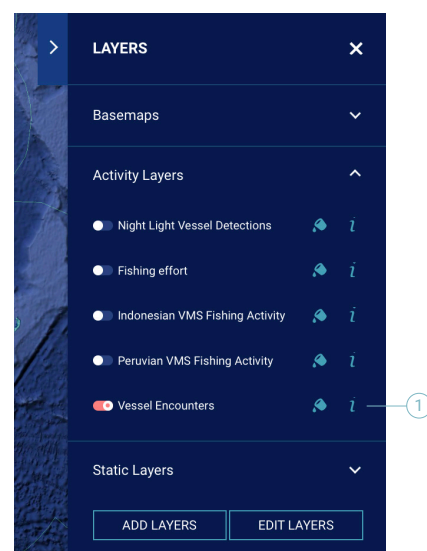 LAYERS
Basemaps
Activity Layers
Night Light Vessel Detections i
Fishing effort i
Indonesian VMS Fishing Activity i
Peruvian VMS Fishing Activity i
Vessel Encounters i 1
Static Layers
ADD LAYERS EDIT LAYERS